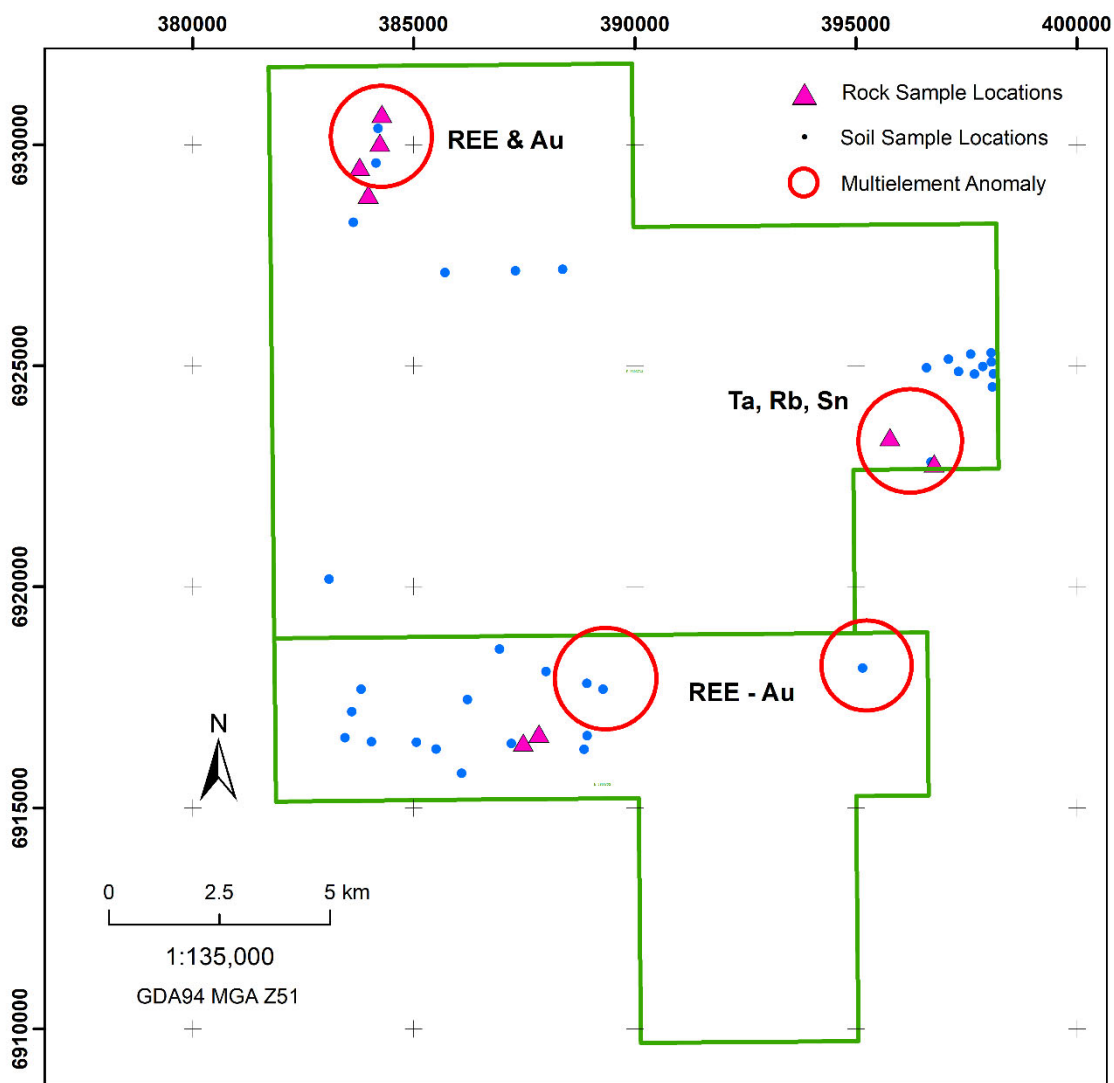 380000 385000 390000 395000 400000
Rock Sample Locations
Soil Sample Locations
Multielement Anomaly
REE & Au
6930000
6925000
Ta, Rb, Sn
6920000
REE - Au
N
6915000
0 2.5 5 km
1:135,000
GDA94 MGA Z51
6910000